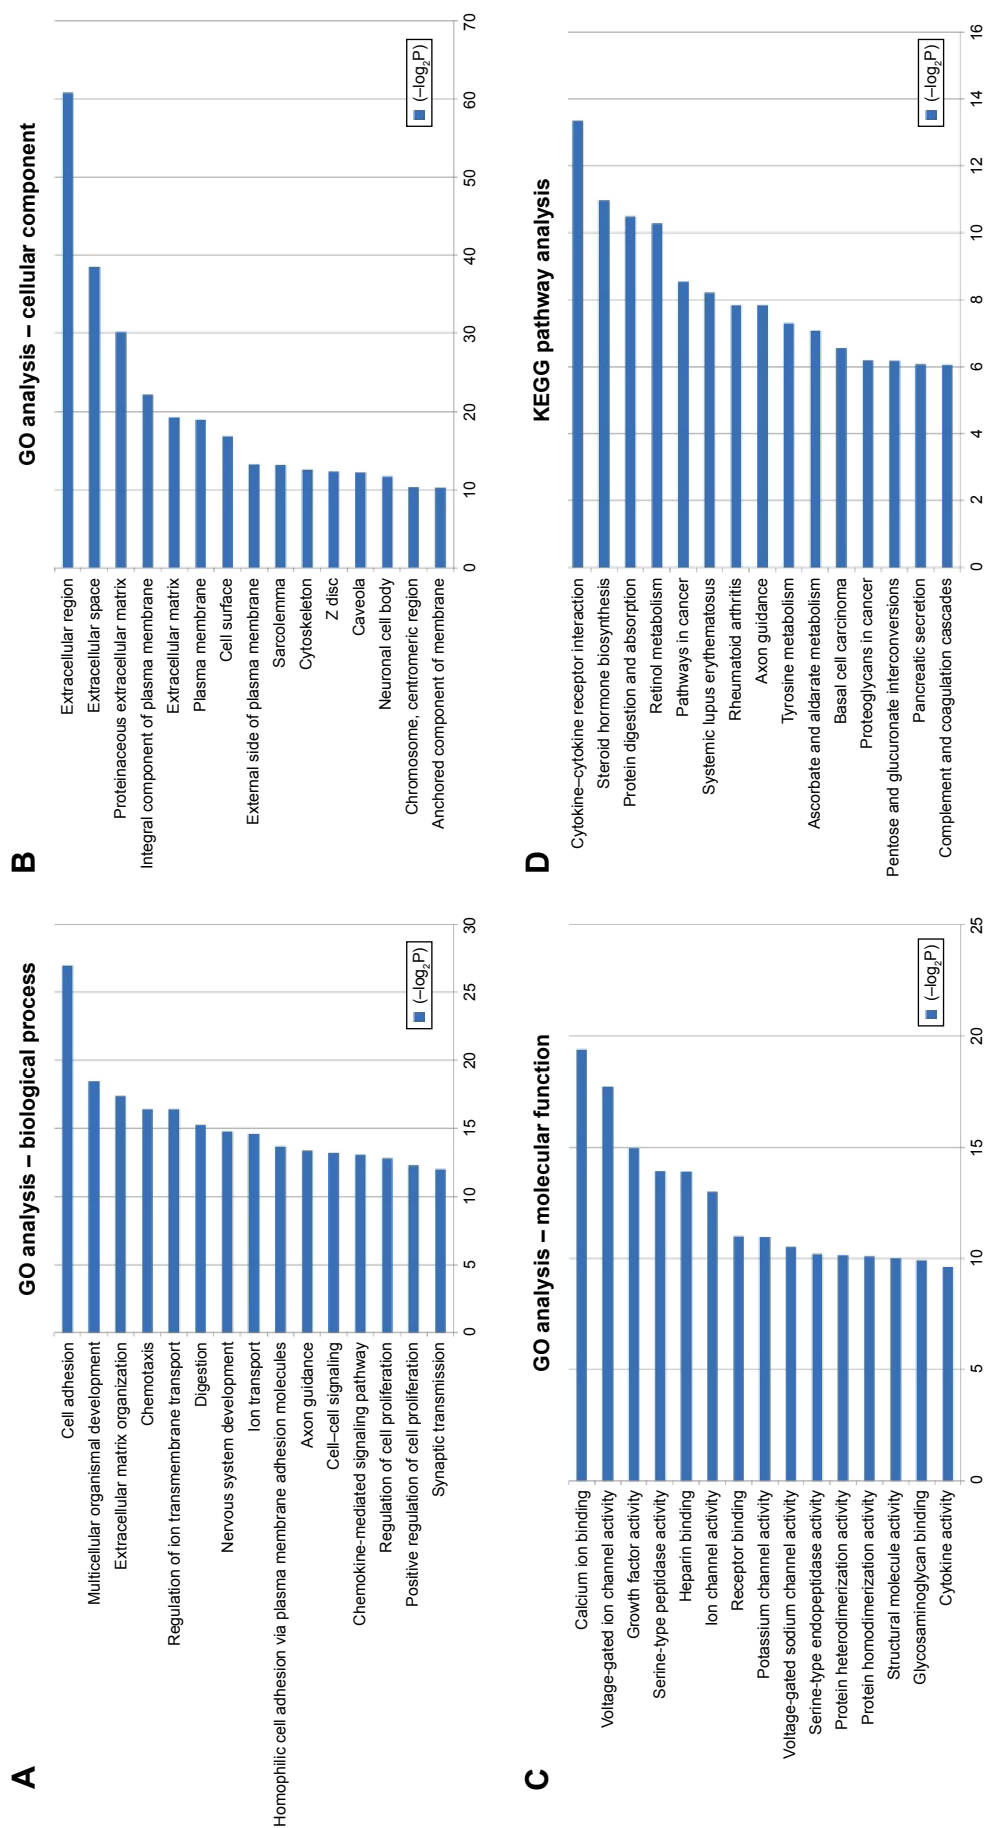 A
GO analysis – biological process
Cell adhesion
Multicellular organismal development
Extracellular matrix organization
Chemotaxis
Regulation of ion transmembrane transport
Digestion
Nervous system development
Ion transport
Homophilic cell adhesion via plasma membrane adhesion molecules
Axon guidance
Cell–cell signaling
Chemokine-mediated signaling pathway
Regulation of cell proliferation
Positive regulation of cell proliferation
Synaptic transmission
0 5 10 15 20 25 30
(–log2P)
B
GO analysis – cellular component
Extracellular region
Extracellular space
Proteinaceous extracellular matrix
Integral component of plasma membrane
Extracellular matrix
Plasma membrane
Cell surface
External side of plasma membrane
Sarcolemma
Cytoskeleton
Z disc
Caveola
Neuronal cell body
Chromosome, centromeric region
Anchored component of membrane
0 10 20 30 40 50 60 70
(–log2P)
C
GO analysis – molecular function
Calcium ion binding
Voltage-gated ion channel activity
Growth factor activity
Serine-type peptidase activity
Heparin binding
Ion channel activity
Receptor binding
Potassium channel activity
Voltage-gated sodium channel activity
Serine-type endopeptidase activity
Protein heterodimerization activity
Protein homodimerization activity
Structural molecule activity
Glycosaminoglycan binding
Cytokine activity
0 5 10 15 20 25
(–log2P)
D
KEGG pathway analysis
Cytokine–cytokine receptor interaction
Steroid hormone biosynthesis
Protein digestion and absorption
Retinol metabolism
Pathways in cancer
Systemic lupus erythematosus
Rheumatoid arthritis
Axon guidance
Tyrosine metabolism
Ascorbate and aldarate metabolism
Basal cell carcinoma
Proteoglycans in cancer
Pentose and glucuronate interconversions
Pancreatic secretion
Complement and coagulation cascades
0 2 4 6 8 10 12 14 16
(–log2P)